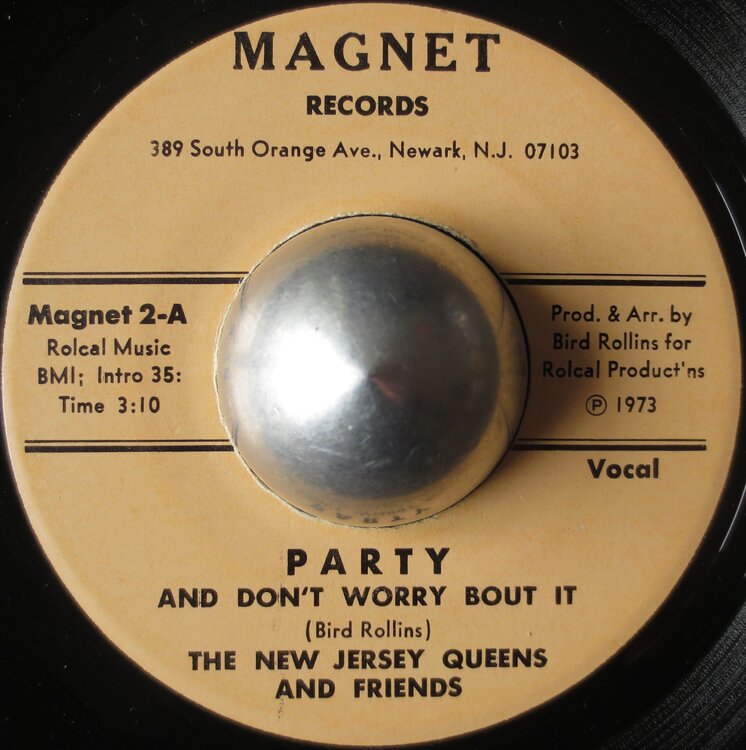 MAGNET
RECORDS
389 South Orange Ave., Newark, N.J. 07103
Magnet 2-A
Rolcal Music
BMI; Intro 35:
Time 3:10
Prod. & Arr. by
Bird Rollins for
Rolcal Product'ns
℗ 1973
Vocal
PARTY
AND DON'T WORRY BOUT IT
(Bird Rollins)
THE NEW JERSEY QUEENS
AND FRIENDS